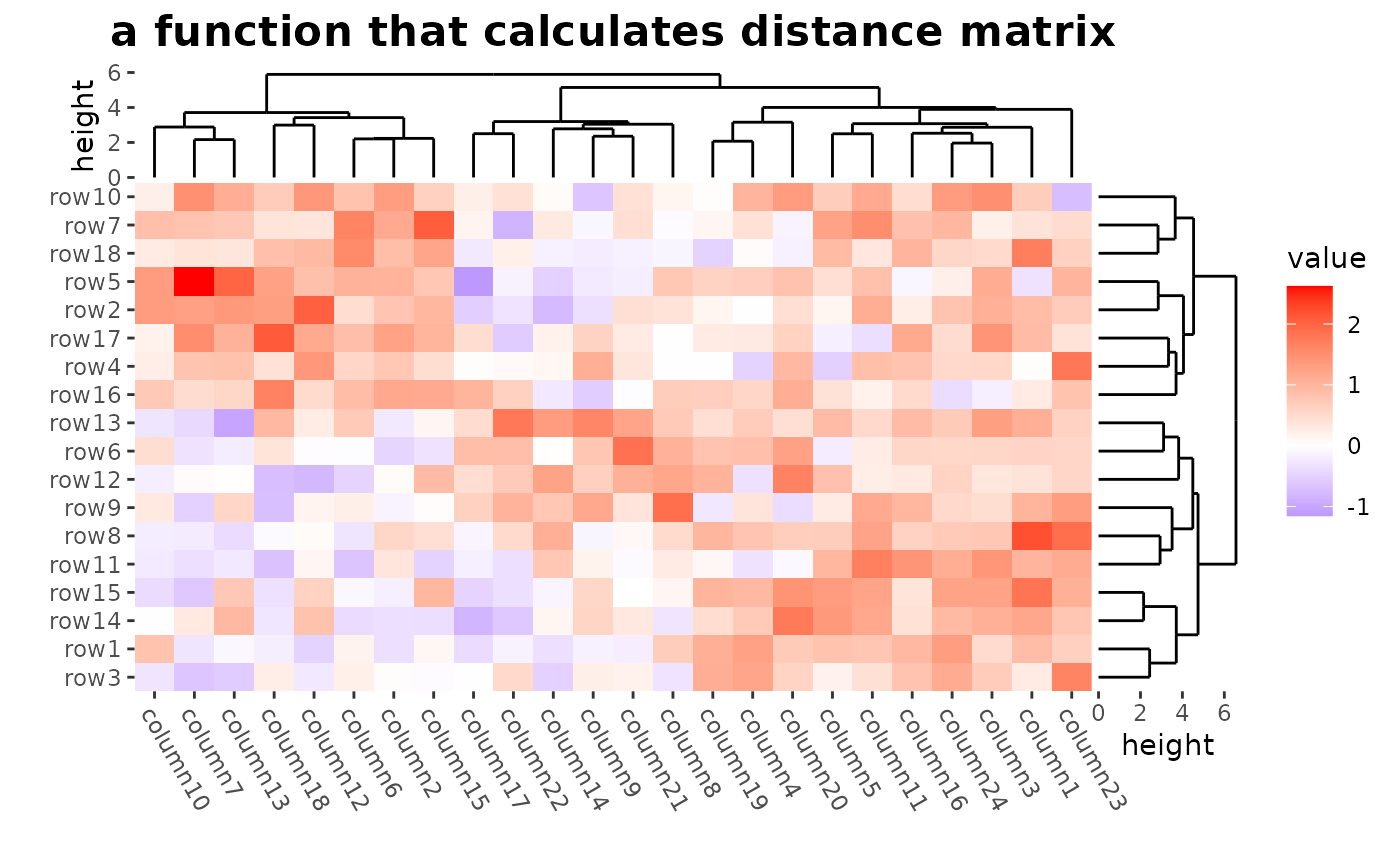 a function that calculates distance matrix
height
6
4
2
0
row10
row7
row18
row5
row2
row17
row4
row16
row13
row6
row12
row9
row8
row11
row15
row14
row1
row3
column10
column7
column13
column18
column12
column6
column2
column15
column17
column22
column14
column9
column21
column8
column19
column4
column20
column5
column11
column16
column24
column3
column1
column23
0 2 4 6
height
value
2
1
0
-1